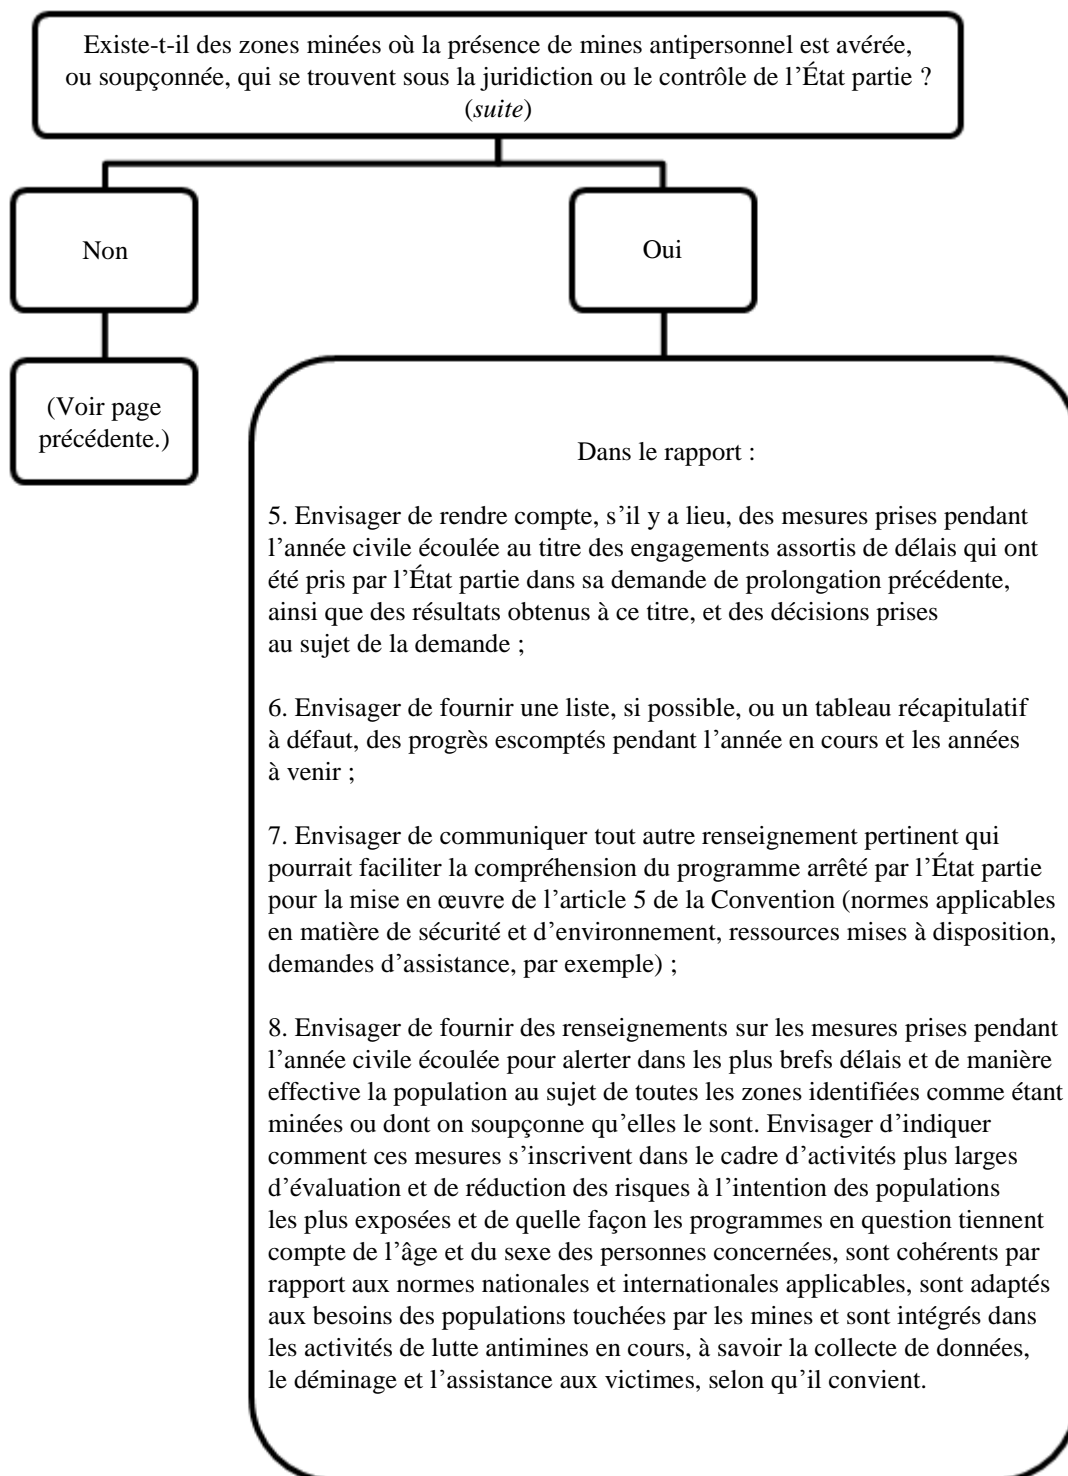 Existe-t-il des zones minées où la présence de mines antipersonnel est avérée,
ou soupçonnée, qui se trouvent sous la juridiction ou le contrôle de l’État partie ?
(suite)
Non
Oui
(Voir page
précédente.)
Dans le rapport :
5. Envisager de rendre compte, s’il y a lieu, des mesures prises pendant
l’année civile écoulée au titre des engagements assortis de délais qui ont
été pris par l’État partie dans sa demande de prolongation précédente,
ainsi que des résultats obtenus à ce titre, et des décisions prises
au sujet de la demande ;
6. Envisager de fournir une liste, si possible, ou un tableau récapitulatif
à défaut, des progrès escomptés pendant l’année en cours et les années
à venir ;
7. Envisager de communiquer tout autre renseignement pertinent qui
pourrait faciliter la compréhension du programme arrêté par l’État partie
pour la mise en œuvre de l’article 5 de la Convention (normes applicables
en matière de sécurité et d’environnement, ressources mises à disposition,
demandes d’assistance, par exemple) ;
8. Envisager de fournir des renseignements sur les mesures prises pendant
l’année civile écoulée pour alerter dans les plus brefs délais et de manière
effective la population au sujet de toutes les zones identifiées comme étant
minées ou dont on soupçonne qu’elles le sont. Envisager d’indiquer
comment ces mesures s’inscrivent dans le cadre d’activités plus larges
d’évaluation et de réduction des risques à l’intention des populations
les plus exposées et de quelle façon les programmes en question tiennent
compte de l’âge et du sexe des personnes concernées, sont cohérents par
rapport aux normes nationales et internationales applicables, sont adaptés
aux besoins des populations touchées par les mines et sont intégrés dans
les activités de lutte antimines en cours, à savoir la collecte de données,
le déminage et l’assistance aux victimes, selon qu’il convient.